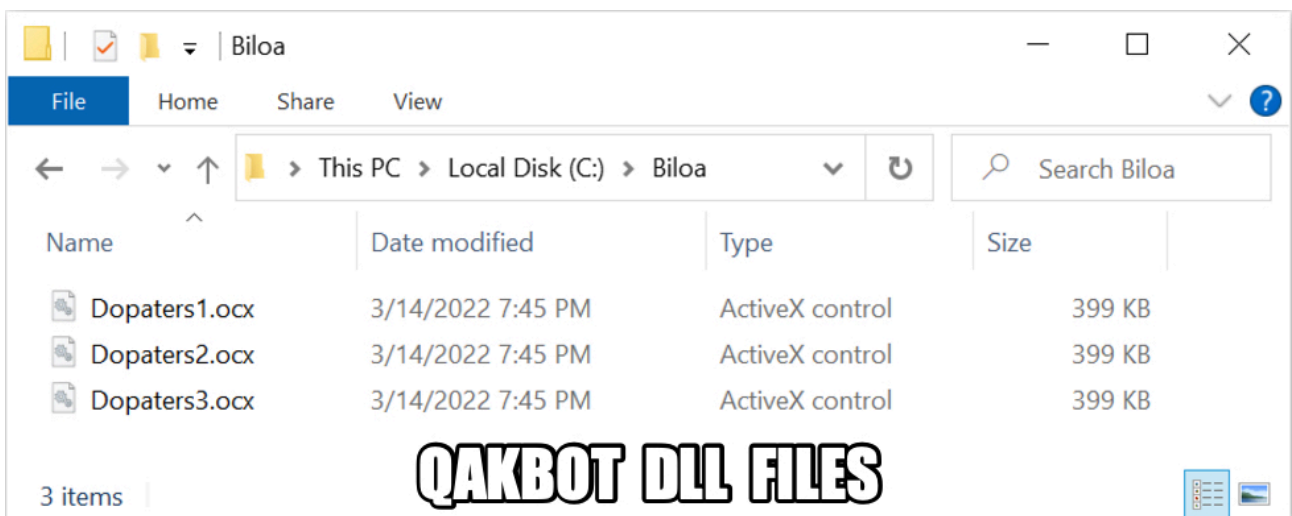 Biloa
File Home Share View
This PC > Local Disk (C:) > Biloa Search Biloa
Name Date modified Type Size
Dopaters1.ocx 3/14/2022 7:45 PM ActiveX control 399 KB
Dopaters2.ocx 3/14/2022 7:45 PM ActiveX control 399 KB
Dopaters3.ocx 3/14/2022 7:45 PM ActiveX control 399 KB
QAKBOT DLL FILES
3 items